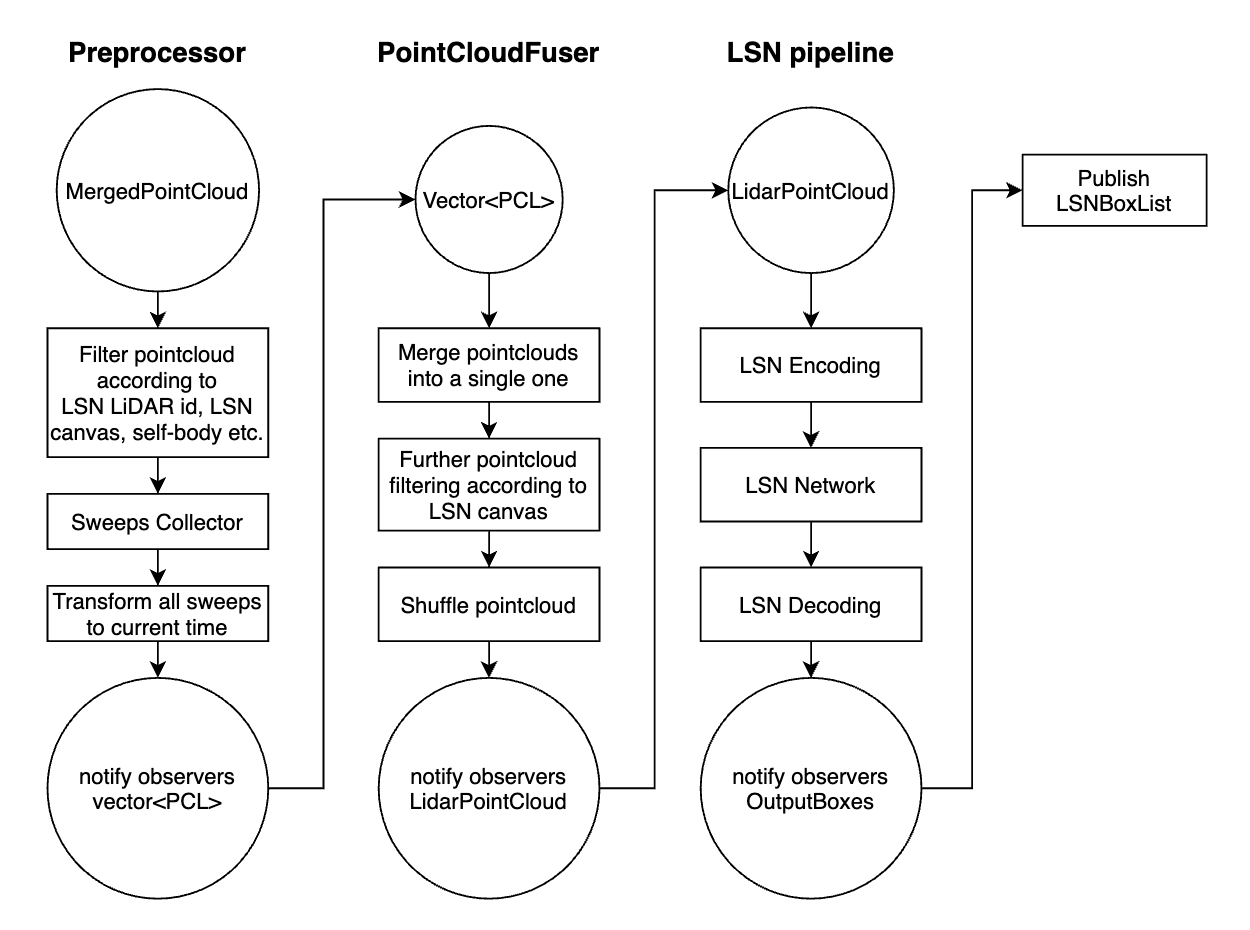 Preprocessor
MergedPointCloud
Filter pointcloud
according to
LSN LiDAR id, LSN
canvas, self-body etc.
Sweeps Collector
Transform all sweeps
to current time
notify observers
vector<PCL>
PointCloudFuser
Vector<PCL>
Merge pointclouds
into a single one
Further pointcloud
filtering according to
LSN canvas
Shuffle pointcloud
notify observers
LidarPointCloud
LSN pipeline
LidarPointCloud
LSN Encoding
LSN Network
LSN Decoding
notify observers
OutputBoxes
Publish
LSNBoxList